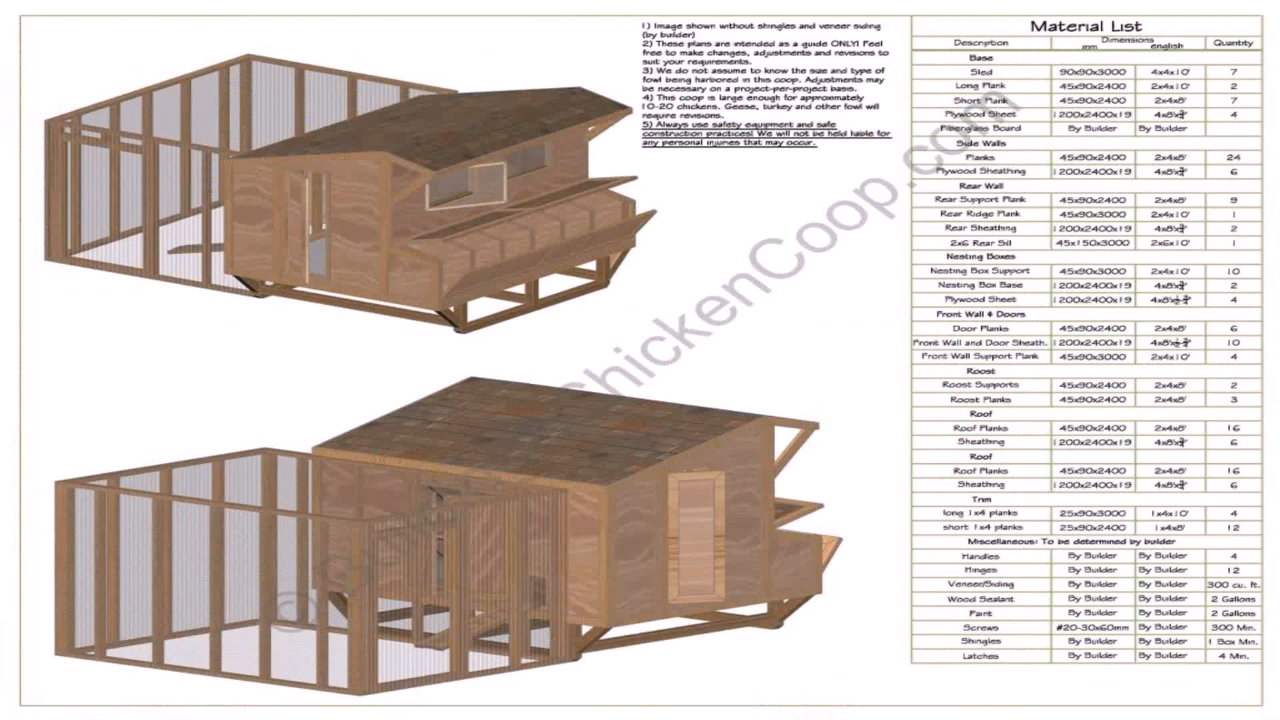 1) Image shown without shingles and veneer siding
(by builder)
2) These plans are intended as a guide ONLY! Feel
free to make changes, adjustments and revisions to
suit your requirements.
3) We do not assume to know the size and type of
fowl being harbored in this coop. Adjustments may
be necessary on a project-per-project basis.
4) This coop is large enough for approximately
10-20 chickens. Geese, turkey and other fowl will
require revisions.
5) Always use safety equipment and safe
construction practices! We will not be held liable for
any personal injuries that may occur.
Material List
Description Dimensions Quantity
mm english
Base
Sled 90x90x3000 4x4x10' 7
Long Plank 45x90x2400 2x4x10' 2
Short Plank 45x90x2400 2x4x8' 7
Plywood Sheet 1200x2400x19 4x8'x 4
Fiberglass Board By Builder By Builder
Side Walls
Planks 45x90x2400 2x4x8' 24
Plywood Sheathing 1200x2400x19 4x8'x 6
Rear Wall
Rear Support Plank 45x90x2400 2x4x8' 9
Rear Ridge Plank 45x90x3000 2x4x10' 1
Rear Sheathing 1200x2400x19 4x8'x 2
2x6 Rear Sill 45x150x3000 2x6x10' 1
Nesting Boxes
Nesting Box Support 45x90x3000 2x4x10' 10
Nesting Box Base 1200x2400x19 4x8'x 2
Plywood Sheet 1200x2400x19 4x8'x 4
Front Wall & Doors
Door Planks 45x90x2400 2x4x8' 6
Front Wall and Door Sheath. 1200x2400x19 4x8'x 10
Front Wall Support Plank 45x90x3000 2x4x10' 4
Roost
Roost Supports 45x90x2400 2x4x8' 2
Roost Planks 45x90x2400 2x4x8' 3
Roof
Roof Planks 45x90x2400 2x4x8' 16
Sheathing 1200x2400x19 4x8'x 6
Roof
Roof Planks 45x90x2400 2x4x8' 16
Sheathing 1200x2400x19 4x8'x 6
Trim
long 1x4 planks 25x90x3000 1x4x10' 4
short 1x4 planks 25x90x2400 1x4x8' 12
Miscellaneous: To be determined by builder
Handles By Builder By Builder 4
Hinges By Builder By Builder 12
Veneer/Siding By Builder By Builder 300 cu. ft.
Wood Sealant By Builder By Builder 2 Gallons
Paint By Builder By Builder 2 Gallons
Screws #20-30x60mm By Builder 300 Min.
Shingles By Builder By Builder 1 Box Min.
Latches By Builder By Builder 4 Min.
ChickenCoop.com